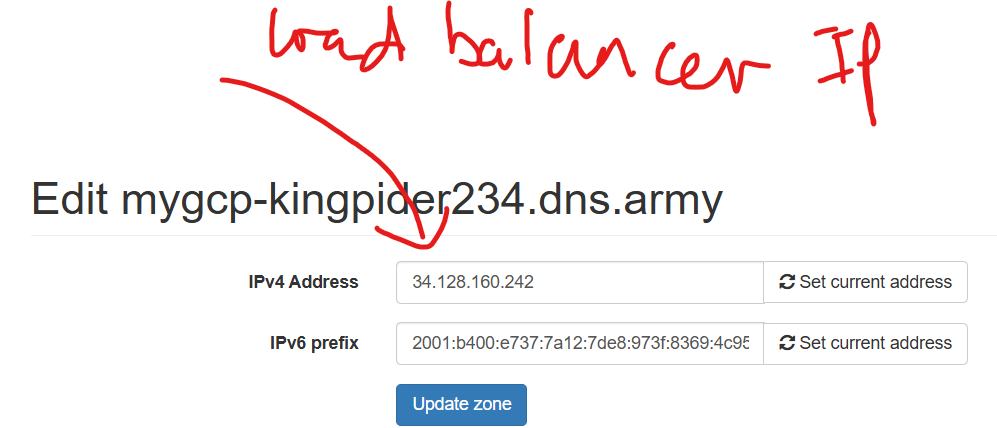 load balancer IP
Edit mygcp-kingpider234.dns.army
IPv4 Address 34.128.160.242 Set current address
IPv6 prefix 2001:b400:e737:7a12:7de8:973f:8369:4c95 Set current address
Update zone